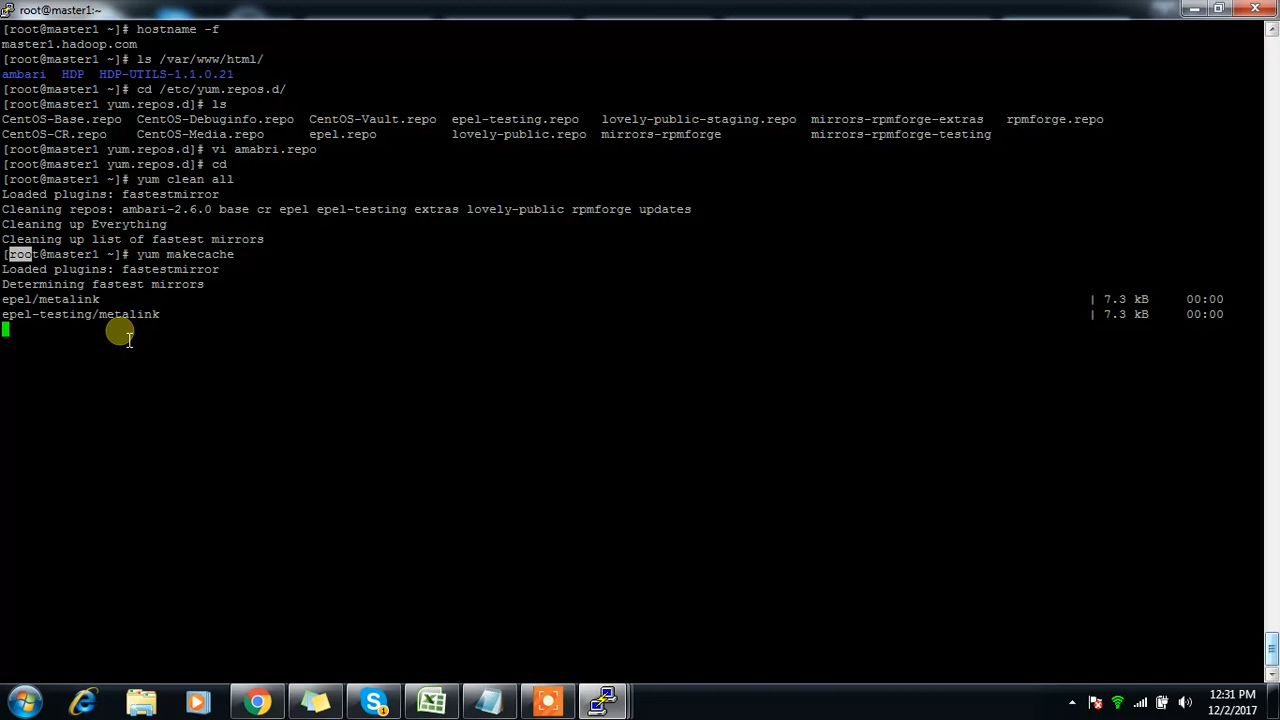 root@master1:~
[root@master1 ~]# hostname -f
master1.hadoop.com
[root@master1 ~]# ls /var/www/html/
ambari  HDP  HDP-UTILS-1.1.0.21
[root@master1 ~]# cd /etc/yum.repos.d/
[root@master1 yum.repos.d]# ls
CentOS-Base.repo  CentOS-Debuginfo.repo  CentOS-Vault.repo  epel-testing.repo  lovely-public-staging.repo  mirrors-rpmforge-extras  rpmforge.repo
CentOS-CR.repo  CentOS-Media.repo  epel.repo  lovely-public.repo  mirrors-rpmforge  mirrors-rpmforge-testing
[root@master1 yum.repos.d]# vi amabri.repo
[root@master1 yum.repos.d]# cd
[root@master1 ~]# yum clean all
Loaded plugins: fastestmirror
Cleaning repos: ambari-2.6.0 base cr epel epel-testing extras lovely-public rpmforge updates
Cleaning up Everything
Cleaning up list of fastest mirrors
[root@master1 ~]# yum makecache
Loaded plugins: fastestmirror
Determining fastest mirrors
epel/metalink | 7.3 kB 00:00
epel-testing/metalink | 7.3 kB 00:00
12:31 PM
12/2/2017